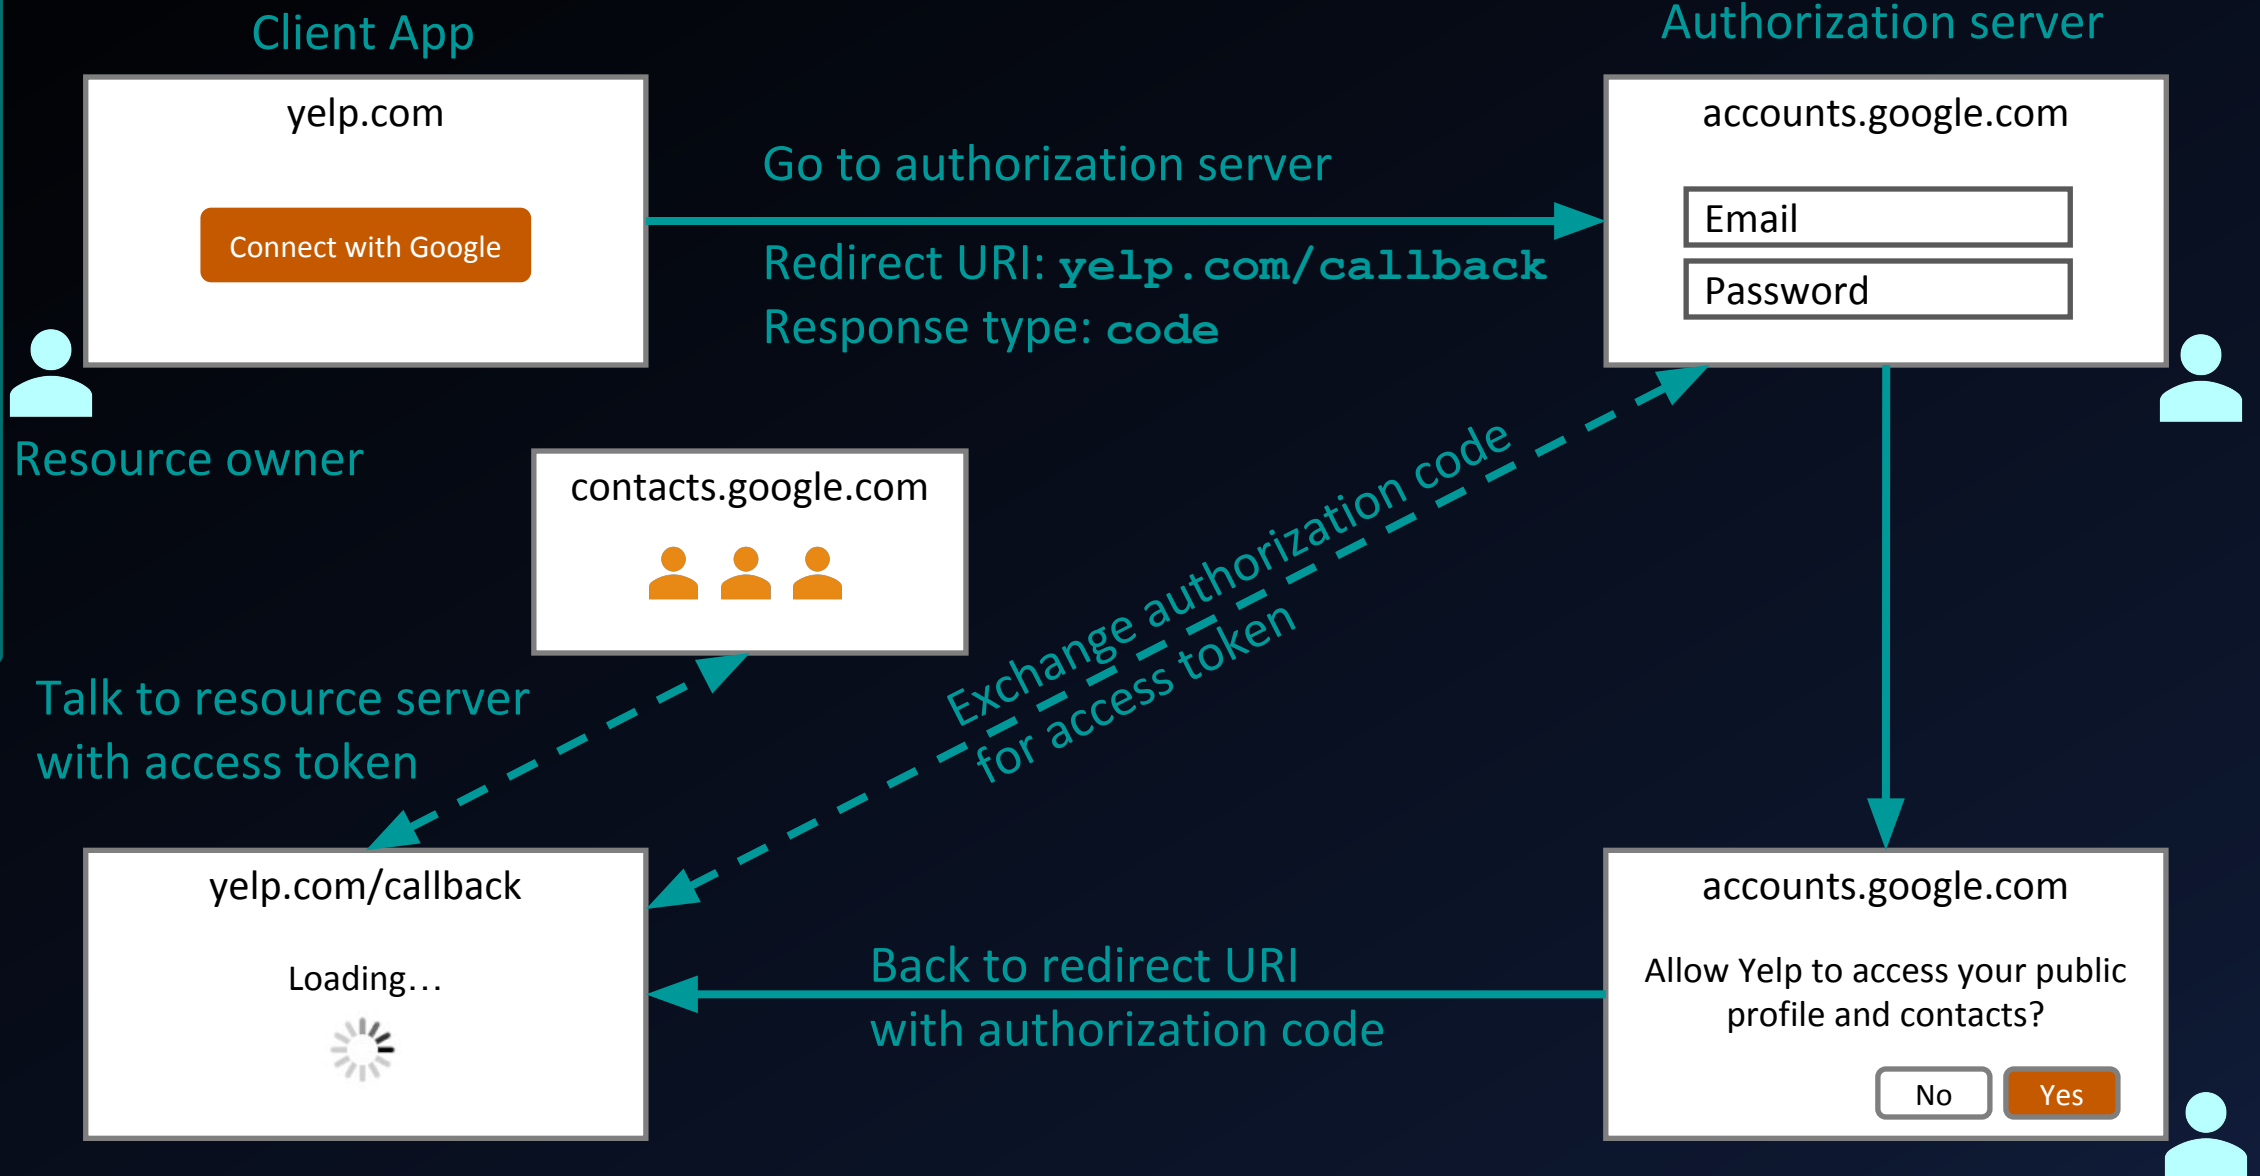 Client App
Authorization server
yelp.com
Connect with Google
Go to authorization server
Redirect URI: yelp.com/callback
Response type: code
accounts.google.com
Email
Password
Resource owner
contacts.google.com
Exchange authorization code
for access token
Talk to resource server
with access token
yelp.com/callback
Loading…
Back to redirect URI
with authorization code
accounts.google.com
Allow Yelp to access your public
profile and contacts?
No
Yes